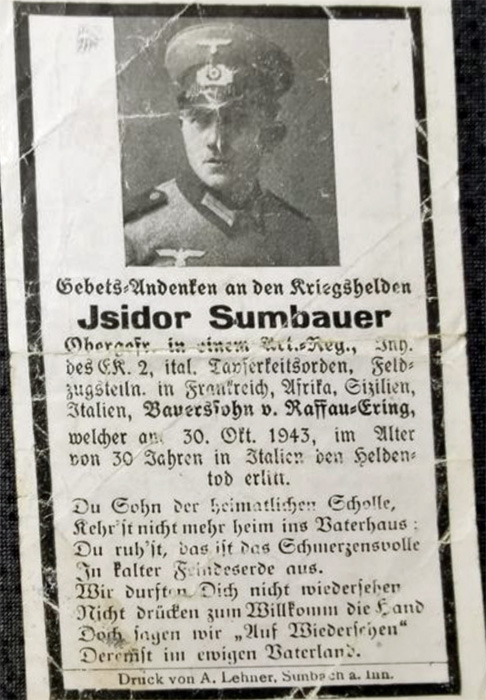 Gebets-Andenken an den Kriegshelden
Jsidor Sumbauer
Obergefr. in einem Art.-Reg., Inh.
des E.K. 2, ital. Tapferkeitsorden, Feld-
zugsteiln. in Frankreich, Afrika, Sizilien,
Italien, Bauerssohn v. Raffau-Ering,
welcher am 30. Okt. 1943, im Alter
von 30 Jahren in Italien den Helden-
tod erlitt.
Du Sohn der heimatlichen Scholle,
Kehr'st nicht mehr heim ins Vaterhaus:
Du ruh'st, das ist das Schmerzensvolle
In kalter Feindeserde aus.
Wir durften Dich nicht wiedersehen
Nicht drücken zum Willkomm die Hand
Doch sagen wir „Auf Wiedersehen"
Dereinst im ewigen Vaterland.
Druck von A. Lehner, Simbach a. Inn.